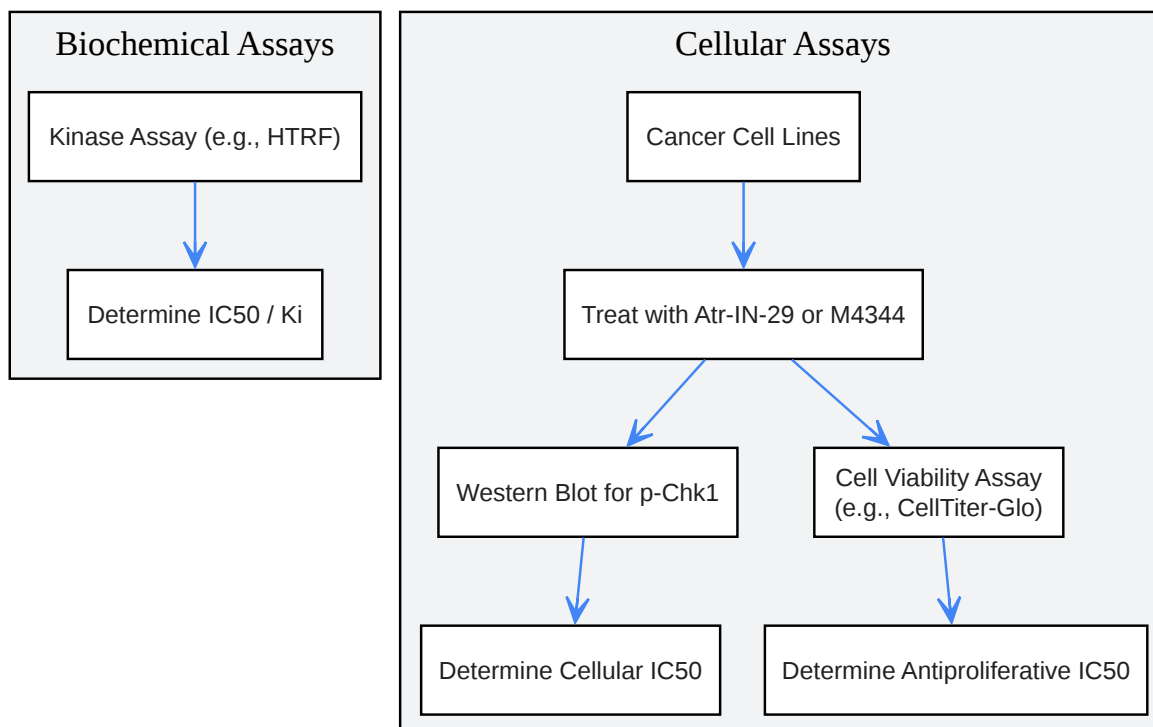 Biochemical Assays
Kinase Assay (e.g., HTRF)
Determine IC50 / Ki
Cellular Assays
Cancer Cell Lines
Treat with Atr-IN-29 or M4344
Western Blot for p-Chk1
Cell Viability Assay
(e.g., CellTiter-Glo)
Determine Cellular IC50
Determine Antiproliferative IC50